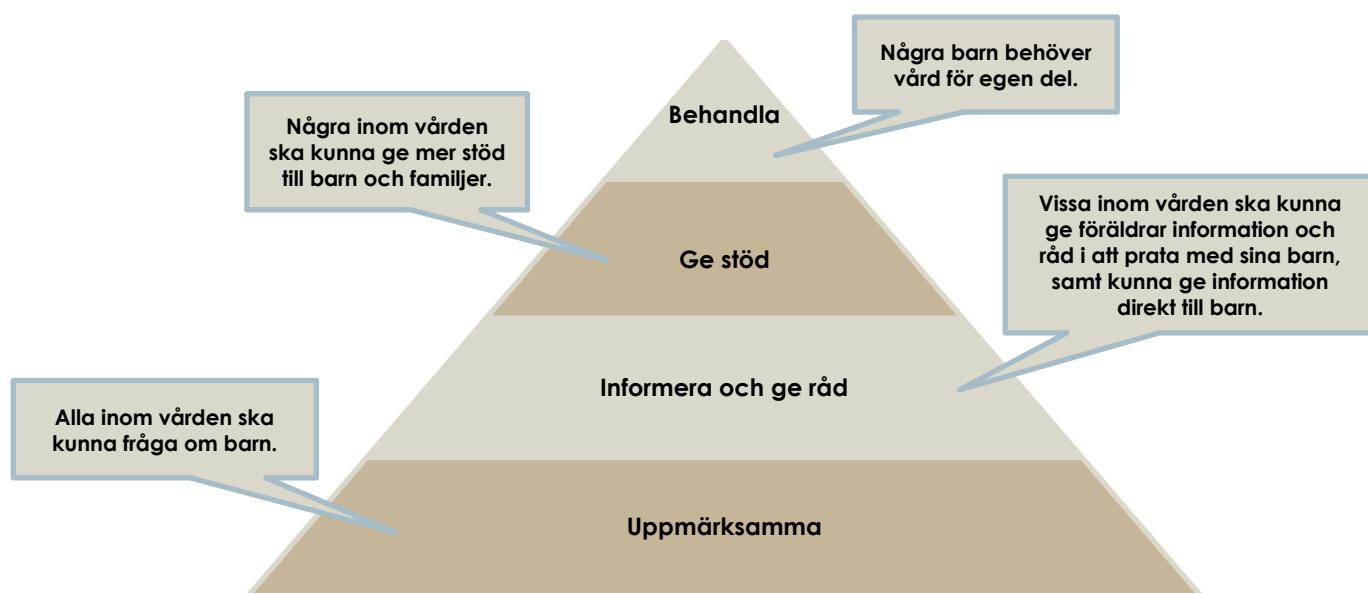 Några barn behöver
vård för egen del.
Behandla
Några inom vården
ska kunna ge mer stöd
till barn och familjer.
Vissa inom vården ska kunna
ge föräldrar information och
råd i att prata med sina barn,
samt kunna ge information
direkt till barn.
Ge stöd
Informera och ge råd
Alla inom vården ska
kunna fråga om barn.
Uppmärksamma